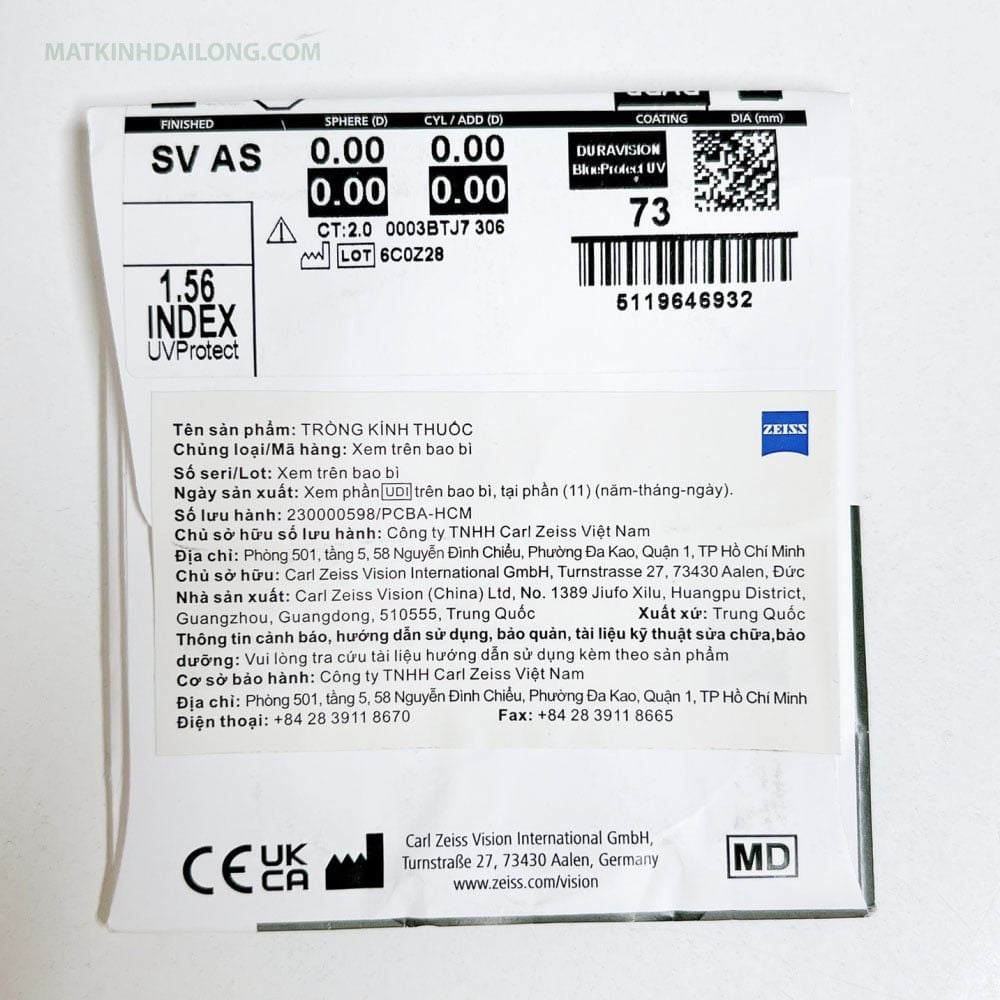 MATKINHDAILONG.COM
FINISHED SPHERE (D) CYL / ADD (D) COATING DIA (mm)
SV AS 0.00 0.00 DURAVISION
BlueProtect UV
0.00 0.00
73
CT:2.0 0003BTJ7 306
LOT 6C0Z28
5119646932
1.56
INDEX
UVProtect
Tên sản phẩm: TRÒNG KÍNH THUỐC
ZEISS
Chủng loại/Mã hàng: Xem trên bao bì
Số seri/Lot: Xem trên bao bì
Ngày sản xuất: Xem phần UDI trên bao bì, tại phần (11) (năm-tháng-ngày).
Số lưu hành: 230000598/PCBA-HCM
Chủ sở hữu số lưu hành: Công ty TNHH Carl Zeiss Việt Nam
Địa chỉ: Phòng 501, tầng 5, 58 Nguyễn Đình Chiểu, Phường Đa Kao, Quận 1, TP Hồ Chí Minh
Chủ sở hữu: Carl Zeiss Vision International GmbH, Turnstrasse 27, 73430 Aalen, Đức
Nhà sản xuất: Carl Zeiss Vision (China) Ltd, No. 1389 Jiufo Xilu, Huangpu District,
Guangzhou, Guangdong, 510555, Trung Quốc Xuất xứ: Trung Quốc
Thông tin cảnh báo, hướng dẫn sử dụng, bảo quản, tài liệu kỹ thuật sửa chữa,bảo
dưỡng: Vui lòng tra cứu tài liệu hướng dẫn sử dụng kèm theo sản phẩm
Cơ sở bảo hành: Công ty TNHH Carl Zeiss Việt Nam
Địa chỉ: Phòng 501, tầng 5, 58 Nguyễn Đình Chiểu, Phường Đa Kao, Quận 1, TP Hồ Chí Minh
Điện thoại: +84 28 3911 8670 Fax: +84 28 3911 8665
CE UK
CA
Carl Zeiss Vision International GmbH,
Turnstraße 27, 73430 Aalen, Germany
www.zeiss.com/vision
MD